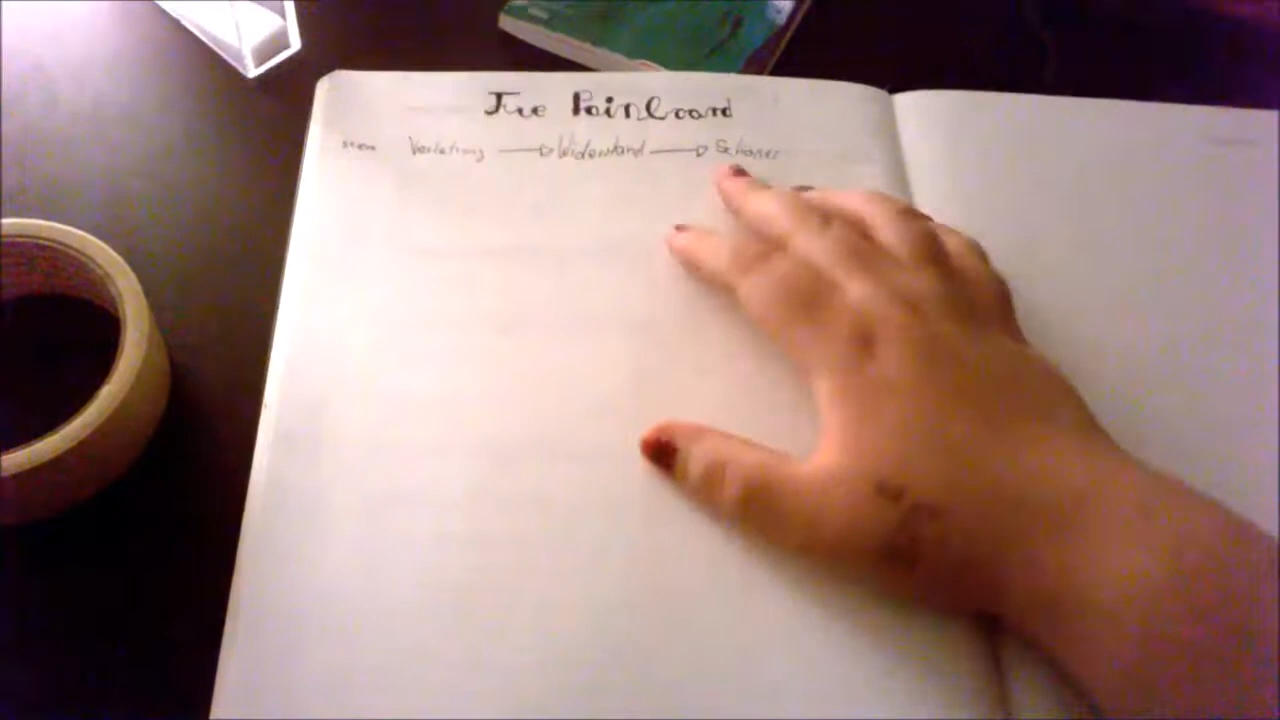 The Painboard
Verletzung → Widerstand → Schmerz